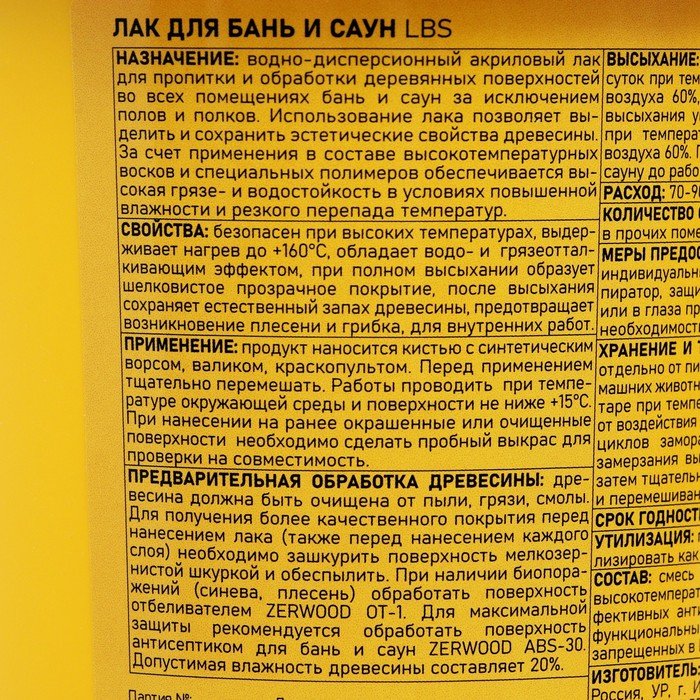 ЛАК ДЛЯ БАНЬ И САУН LBS
НАЗНАЧЕНИЕ: водно-дисперсионный акриловый лак
для пропитки и обработки деревянных поверхностей
во всех помещениях бань и саун за исключением
полов и полков. Использование лака позволяет вы-
делить и сохранить эстетические свойства древесины.
За счет применения в составе высокотемпературных
восков и специальных полимеров обеспечивается вы-
сокая грязе- и водостойкость в условиях повышенной
влажности и резкого перепада температур.
СВОЙСТВА: безопасен при высоких температурах, выдер-
живает нагрев до +160°С, обладает водо- и грязеоттал-
кивающим эффектом, при полном высыхании образует
шелковистое прозрачное покрытие, после высыхания
сохраняет естественный запах древесины, предотвращает
возникновение плесени и грибка, для внутренних работ.
ПРИМЕНЕНИЕ: продукт наносится кистью с синтетическим
ворсом, валиком, краскопультом. Перед применением
тщательно перемешать. Работы проводить при темпе-
ратуре окружающей среды и поверхности не ниже +15°С.
При нанесении на ранее окрашенные или очищенные
поверхности необходимо сделать пробный выкрас для
проверки на совместимость.
ПРЕДВАРИТЕЛЬНАЯ ОБРАБОТКА ДРЕВЕСИНЫ: дре-
весина должна быть очищена от пыли, грязи, смолы.
Для получения более качественного покрытия перед
нанесением лака (также перед нанесением каждого
слоя) необходимо зашкурить поверхность мелкозер-
нистой шкуркой и обеспылить. При наличии биопора-
жений (синева, плесень) обработать поверхность
отбеливателем ZERWOOD ОТ-1. Для максимальной
защиты рекомендуется обработать поверхность
антисептиком для бань и саун ZERWOOD ABS-30.
Допустимая влажность древесины составляет 20%.
Партия №:
ВЫСЫХАНИЕ:
суток при тем
воздуха 60%,
высыхания у
при темпера
воздуха 60%.
сауну до рабо
РАСХОД: 70-9
КОЛИЧЕСТВО
в прочих поме
МЕРЫ ПРЕДОС
индивидуальн
пиратор, защи
или в глаза пр
необходимост
ХРАНЕНИЕ И Т
отдельно от пи
машних животн
таре при темпе
от воздействия
циклов замора
замерзания вы
затем тщательн
и перемешиван
СРОК ГОДНОСТ
УТИЛИЗАЦИЯ:
лизировать как
СОСТАВ: смесь
высокотемперат
фективных анти
функциональны
запрещенных в
ИЗГОТОВИТЕЛЬ
Россия, УР, г. И